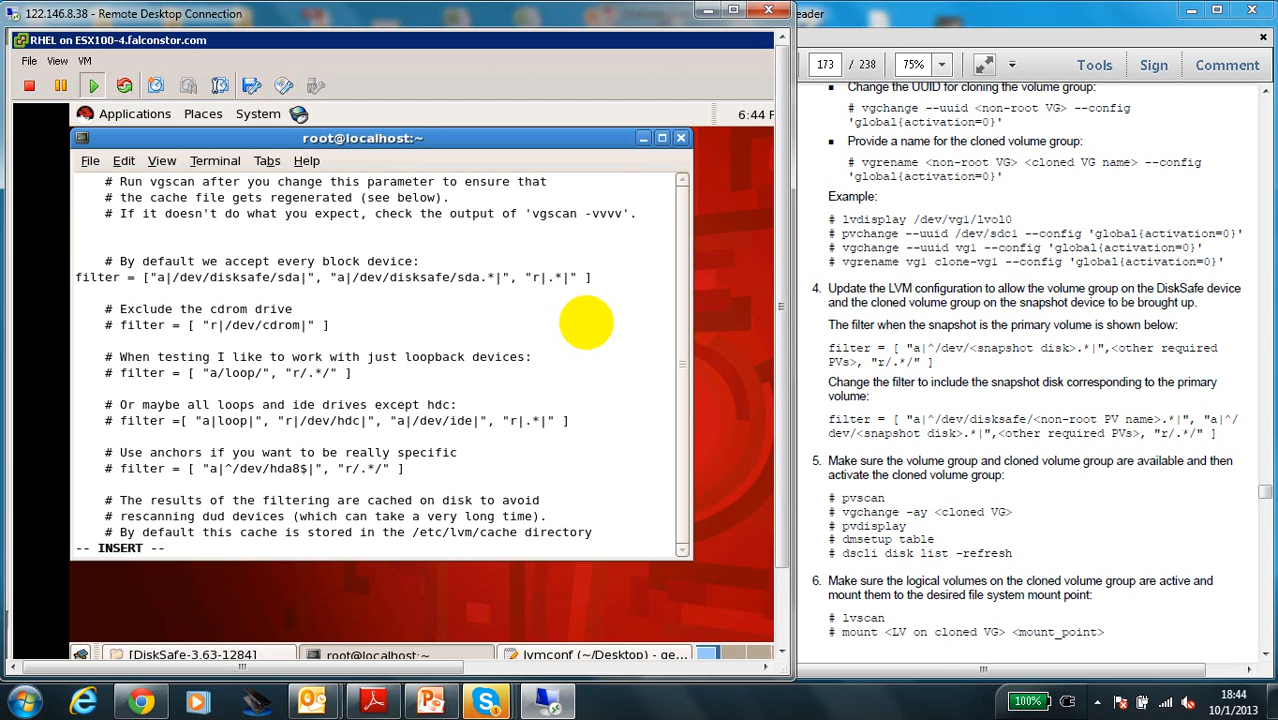 122.146.8.38 - Remote Desktop Connection
RHEL on ESX100-4.falconstor.com
File View VM
Applications Places System 6:44 F
root@localhost:~
File Edit View Terminal Tabs Help
# Run vgscan after you change this parameter to ensure that
# the cache file gets regenerated (see below).
# If it doesn't do what you expect, check the output of 'vgscan -vvvv'.
# By default we accept every block device:
filter = ["a|/dev/disksafe/sda|", "a|/dev/disksafe/sda.*|", "r|.*|" ]
# Exclude the cdrom drive
# filter = [ "r|/dev/cdrom|" ]
# When testing I like to work with just loopback devices:
# filter = [ "a/loop/", "r/.*/" ]
# Or maybe all loops and ide drives except hdc:
# filter =[ "a|loop|", "r|/dev/hdc|", "a|/dev/ide|", "r|.*|" ]
# Use anchors if you want to be really specific
# filter = [ "a|^/dev/hda8$|", "r/.*/" ]
# The results of the filtering are cached on disk to avoid
# rescanning dud devices (which can take a very long time).
# By default this cache is stored in the /etc/lvm/cache directory
-- INSERT --
[DiskSafe-3.63-1284] root@localhost:~ lvmconf (~/Desktop) - ge...
eader
173 / 238 75% Tools Sign Comment
▪ Change the UUID for cloning the volume group:
# vgchange --uuid <non-root VG> --config
'global{activation=0}'
▪ Provide a name for the cloned volume group:
# vgrename <non-root VG> <cloned VG name> --config
'global{activation=0}'
Example:
# lvdisplay /dev/vg1/lvol0
# pvchange --uuid /dev/sdc1 --config 'global{activation=0}'
# vgchange --uuid vg1 --config 'global{activation=0}'
# vgrename vg1 clone-vg1 --config 'global{activation=0}'
4. Update the LVM configuration to allow the volume group on the DiskSafe device
and the cloned volume group on the snapshot device to be brought up.
The filter when the snapshot is the primary volume is shown below:
filter = [ "a|^/dev/<snapshot disk>.*|",<other required
PVs>, "r/.*/" ]
Change the filter to include the snapshot disk corresponding to the primary
volume:
filter = [ "a|^/dev/disksafe/<non-root PV name>.*|", "a|^/
dev/<snapshot disk>.*|",<other required PVs>, "r/.*/" ]
5. Make sure the volume group and cloned volume group are available and then
activate the cloned volume group:
# pvscan
# vgchange -ay <cloned VG>
# pvdisplay
# dmsetup table
# dscli disk list -refresh
6. Make sure the logical volumes on the cloned volume group are active and
mount them to the desired file system mount point:
# lvscan
# mount <LV on cloned VG> <mount_point>
100%
18:44
10/1/2013